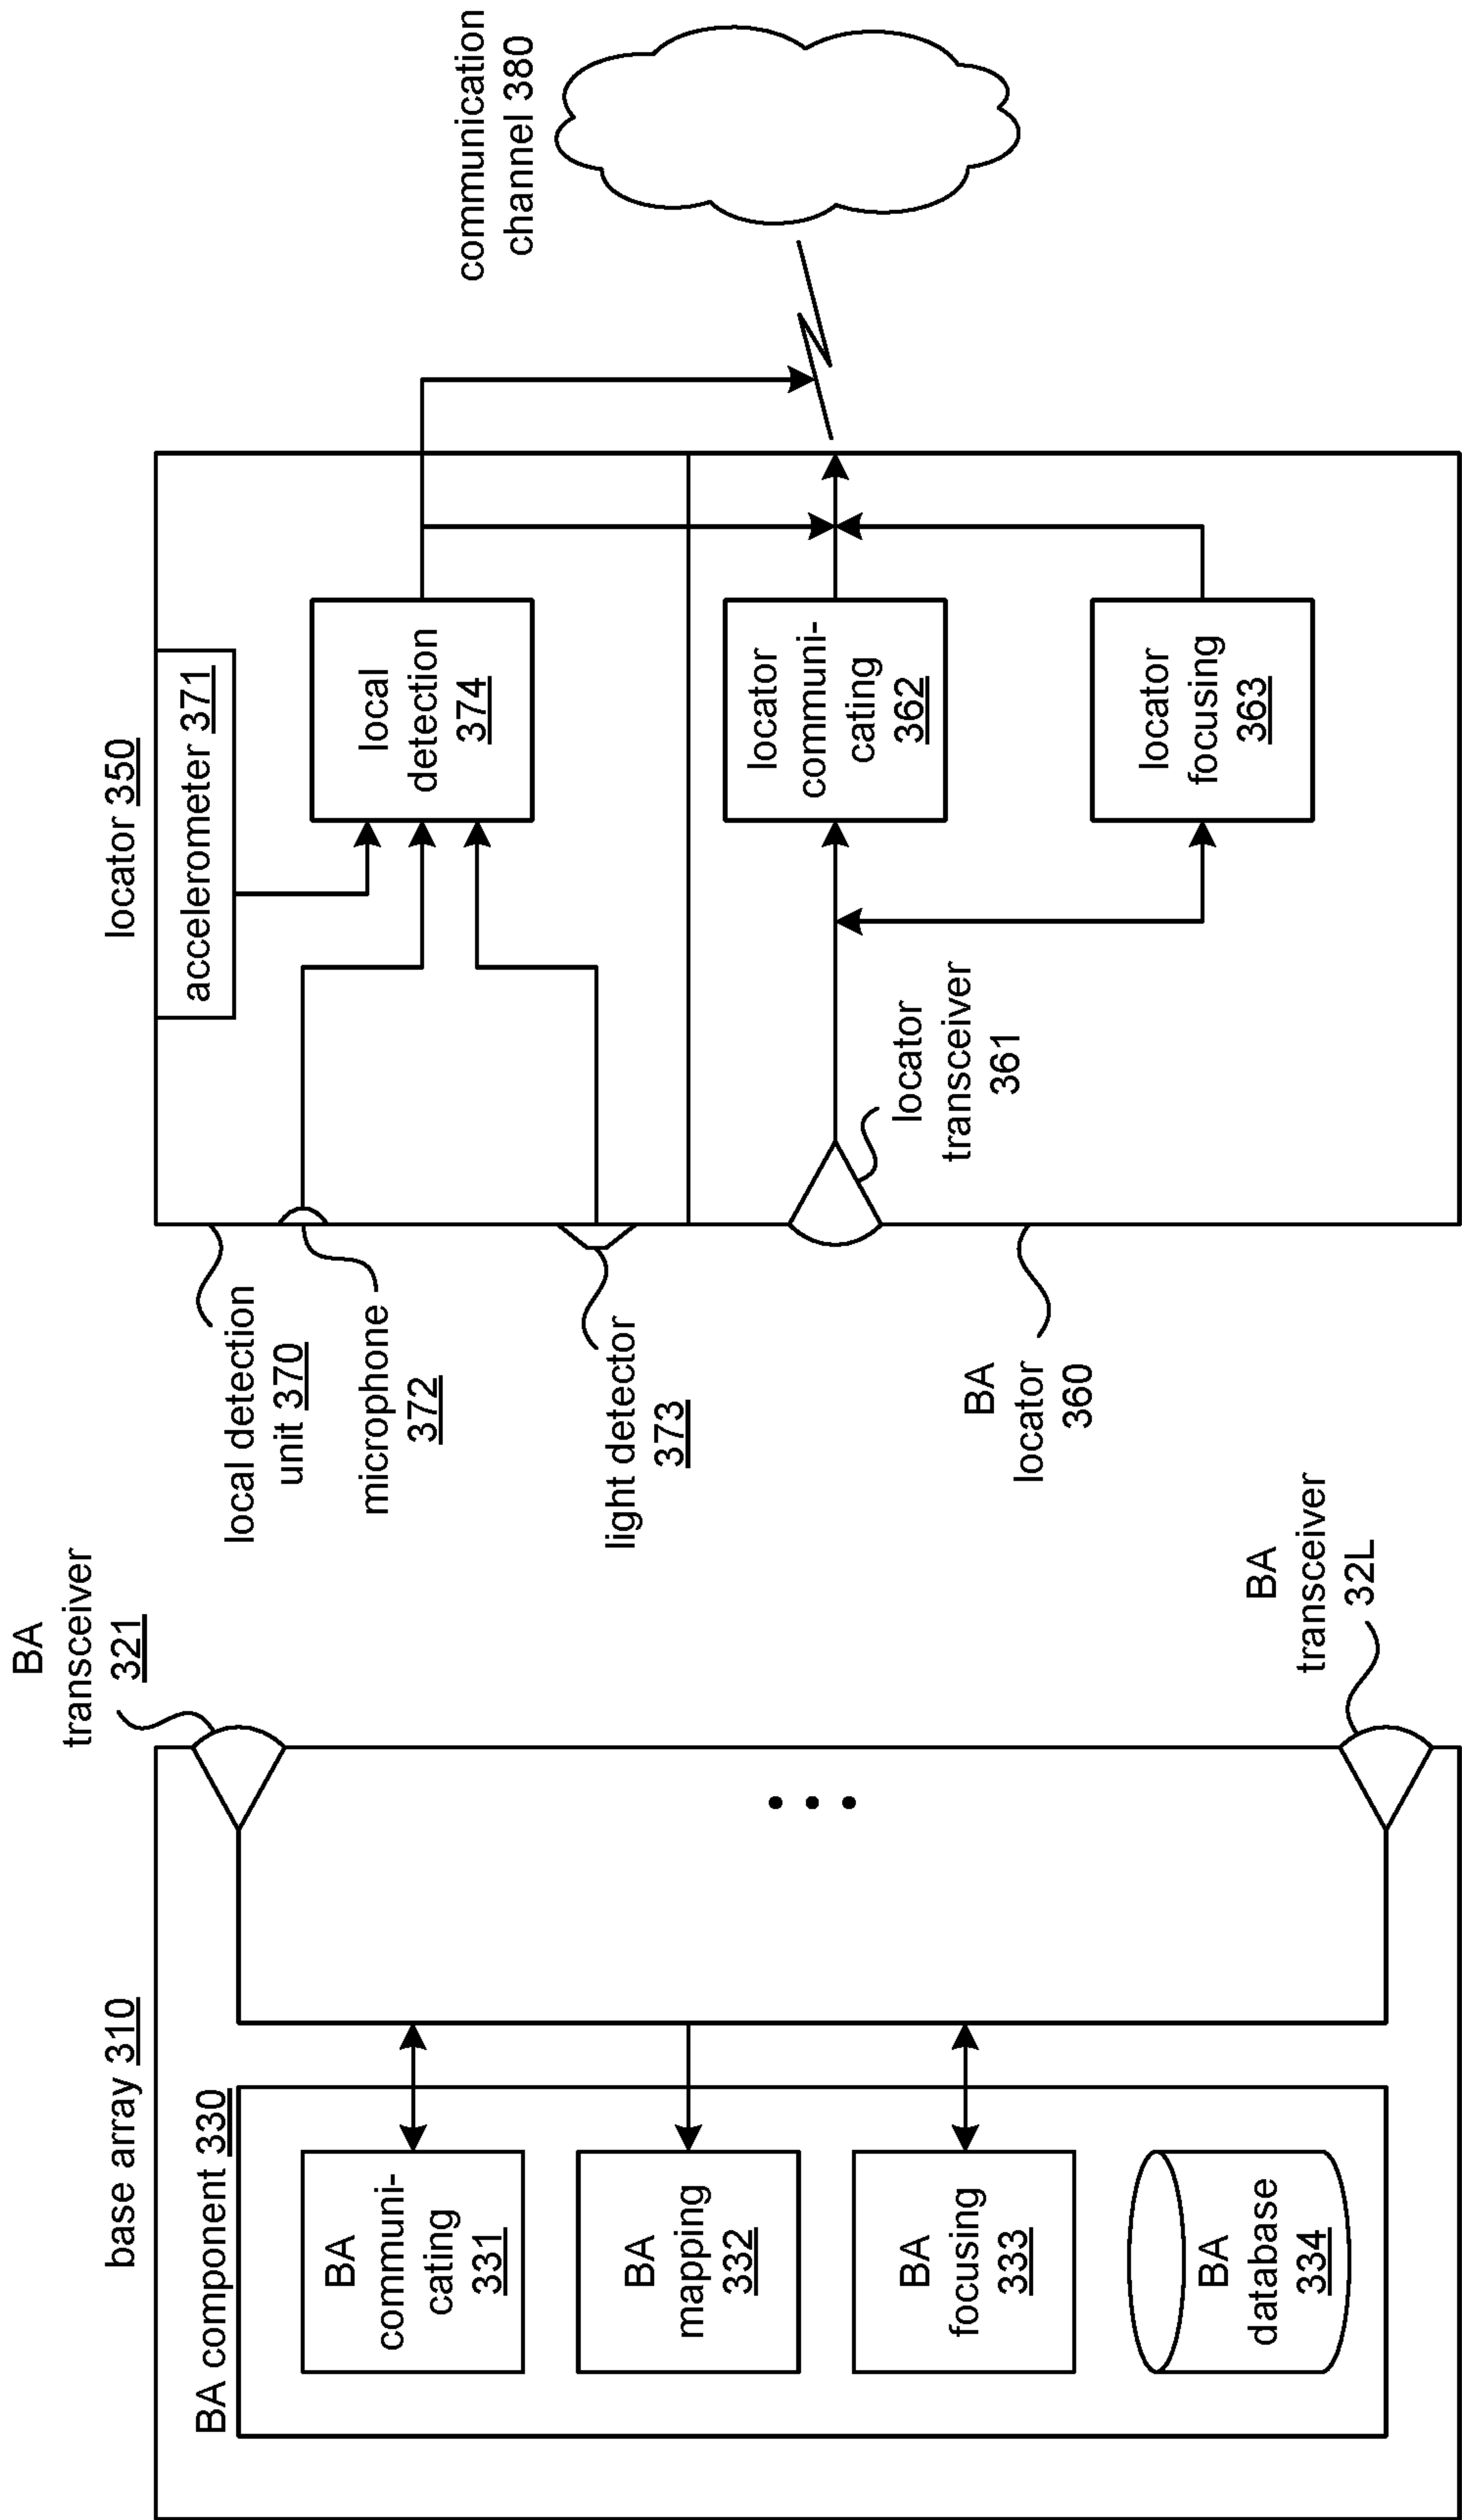 base array 310
BA component 330
BA
communi-
cating
331
BA
mapping
332
BA
focusing
333
BA
database
334
BA
transceiver
321
BA
transceiver
32L
locator 350
accelerometer 371
local detection
unit 370
microphone
372
light detector
373
local
detection
374
BA
locator
360
locator
transceiver
361
locator
communi-
cating
362
locator
focusing
363
communication
channel 380